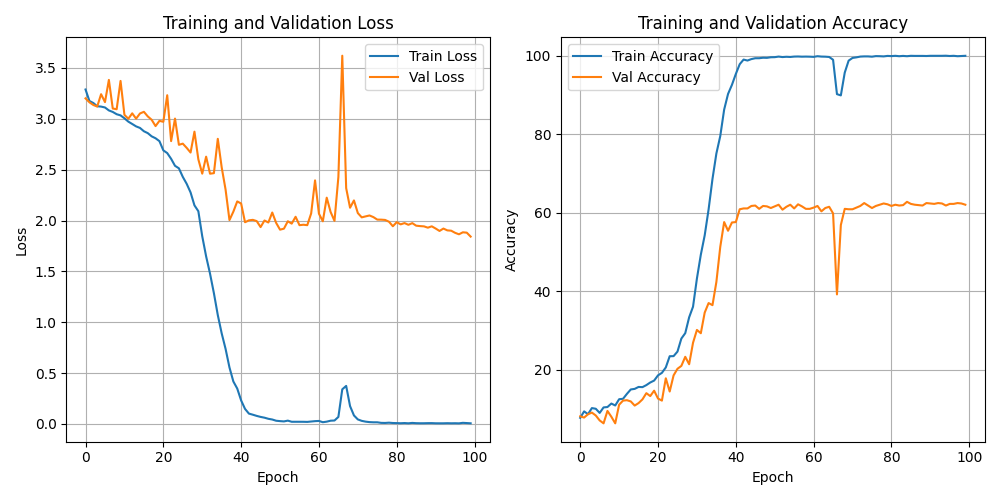 Training and Validation Loss
Train Loss
Val Loss
3.5
3.0
2.5
2.0
1.5
1.0
0.5
0.0
Loss
0 20 40 60 80 100
Epoch
Training and Validation Accuracy
Train Accuracy
Val Accuracy
100
80
60
40
20
Accuracy
0 20 40 60 80 100
Epoch